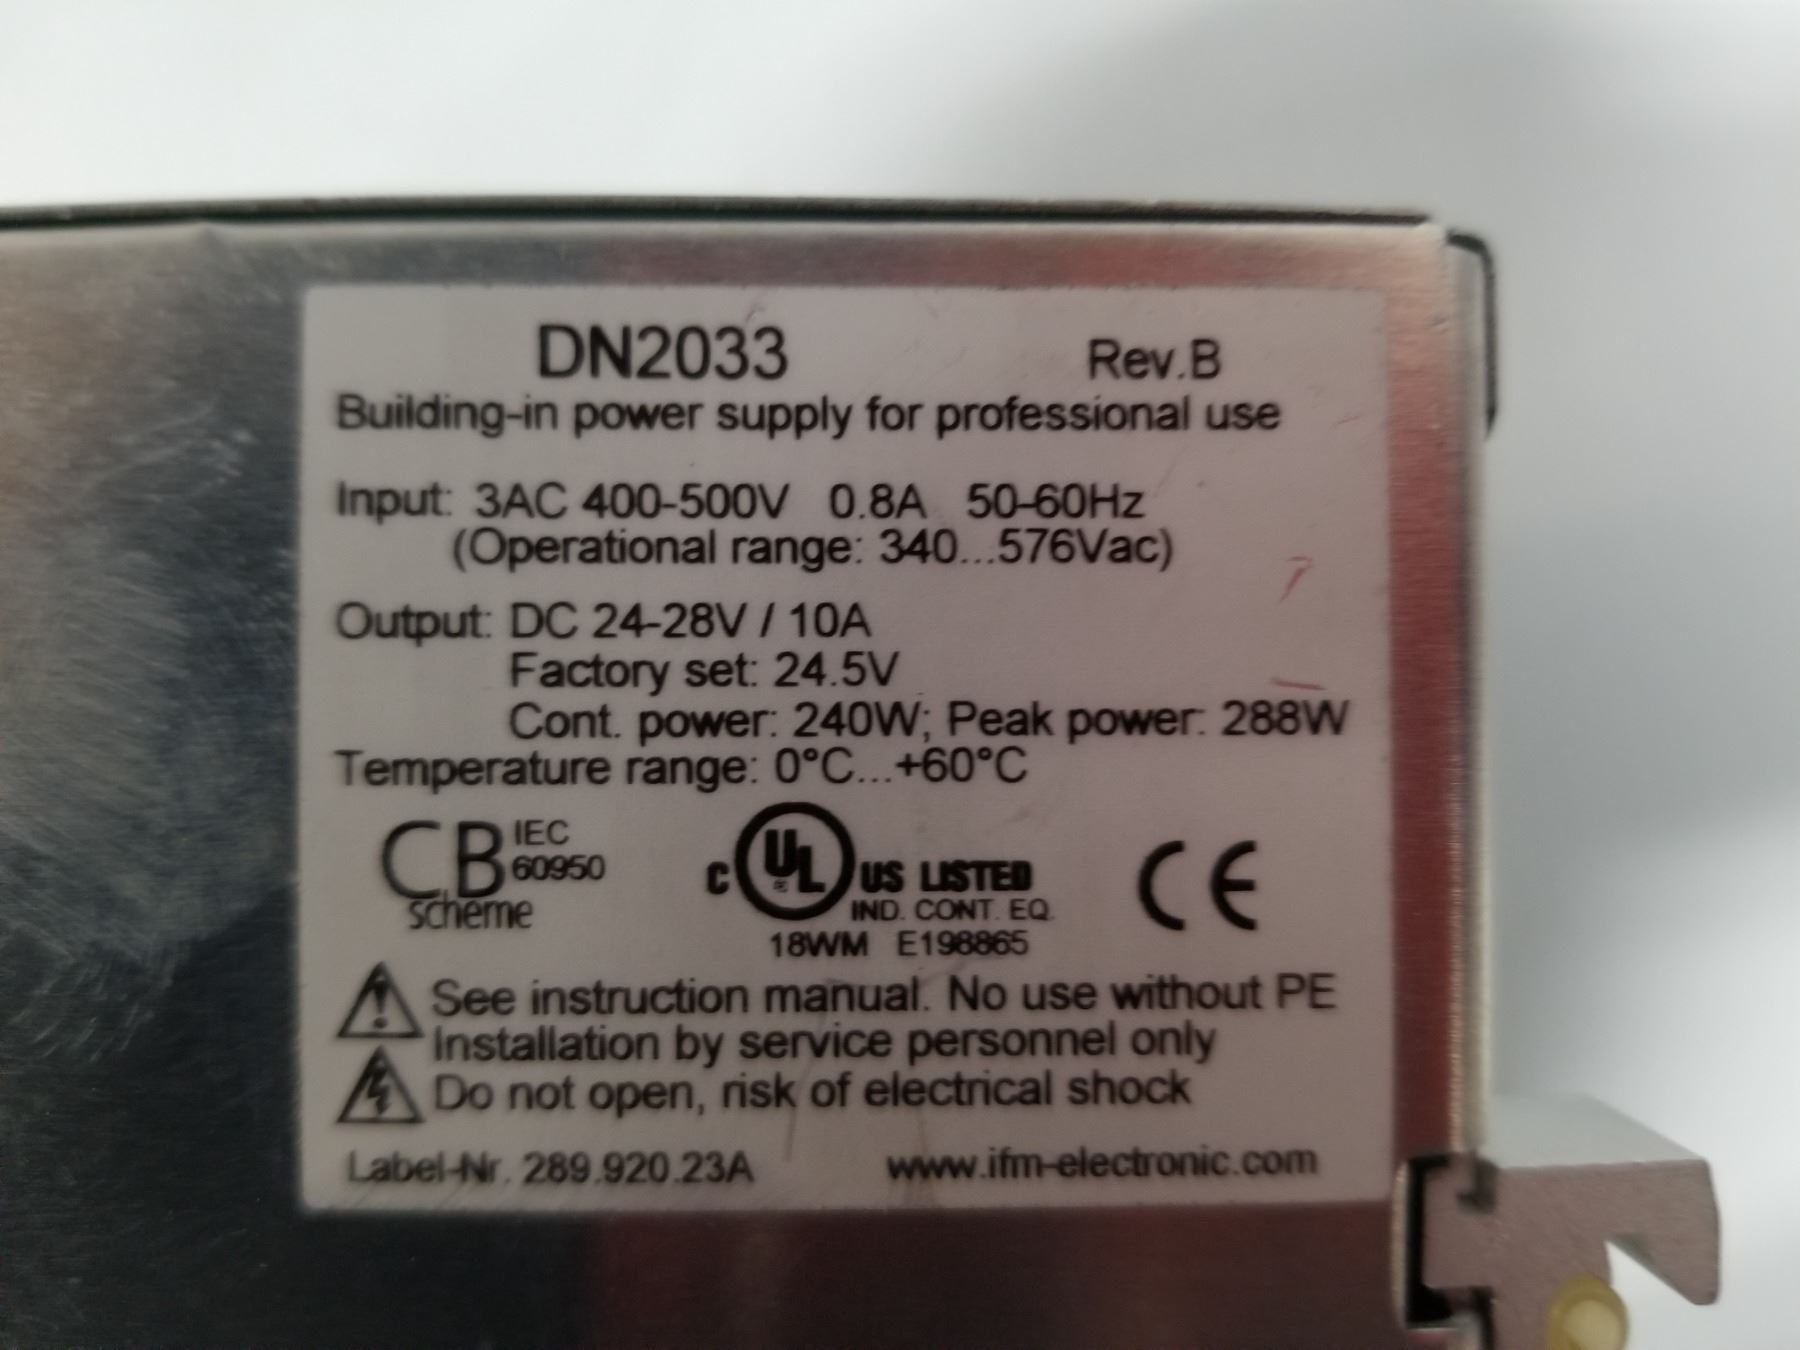 DN2033 Rev.B
Building-in power supply for professional use
Input: 3AC 400-500V 0.8A 50-60Hz
(Operational range: 340...576Vac)
Output: DC 24-28V / 10A
Factory set: 24.5V
Cont. power: 240W; Peak power: 288W
Temperature range: 0°C...+60°C
CB scheme IEC 60950
C UL ® US LISTED
IND. CONT. EQ.
18WM E198865
CE
See instruction manual. No use without PE
Installation by service personnel only
Do not open, risk of electrical shock
Label-Nr. 289.920.23A www.ifm-electronic.com